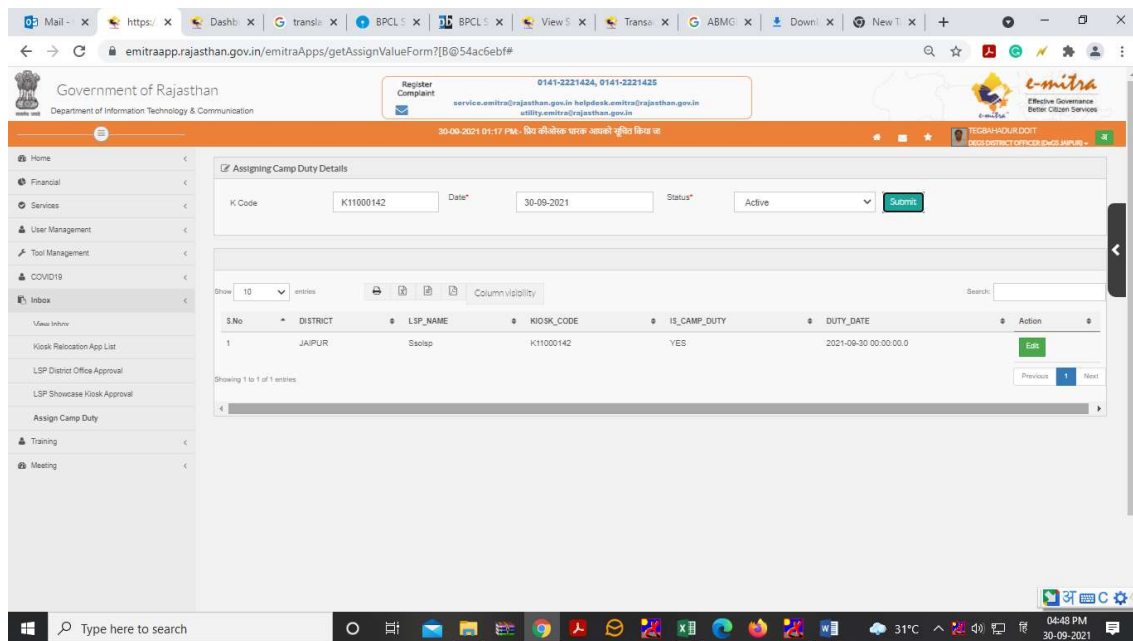 Mail - 
https:/
Dashb
G transla
BPCL S
BPCL S
View S
Transa
G ABMG
Downl
New T
emitraapp.rajasthan.gov.in/emitraApps/getAssignValueForm?[B@54ac6ebf#
Government of Rajasthan
Department of Information Technology & Communication
Register
Complaint
0141-2221424, 0141-2221425
service.emitra@rajasthan.gov.in helpdesk.emitra@rajasthan.gov.in
utility.emitra@rajasthan.gov.in
e-mitra
e-mitra
Effective Governance
Better Citizen Services
30-09-2021 01:17 PM - प्रिय कीओस्क धारक आपको सूचित किया जा
TEGBAHADUR.DOIT
DEGS DISTRICT OFFICER (DeGS JAIPUR)
अ
Home
Financial
Services
User Management
Tool Management
COVID19
Inbox
View Inbox
Kiosk Relocation App List
LSP District Office Approval
LSP Showcase Kiosk Approval
Assign Camp Duty
Training
Meeting
Assigning Camp Duty Details
K Code K11000142 Date* 30-09-2021 Status* Active Submit
Show 10 entries Column visibility Search:
S.No DISTRICT LSP_NAME KIOSK_CODE IS_CAMP_DUTY DUTY_DATE Action
1 JAIPUR Ssolsp K11000142 YES 2021-09-30 00:00:00.0 Edit
Showing 1 to 1 of 1 entries
Previous 1 Next
अ
Type here to search
31°C
हिं
04:48 PM
30-09-2021